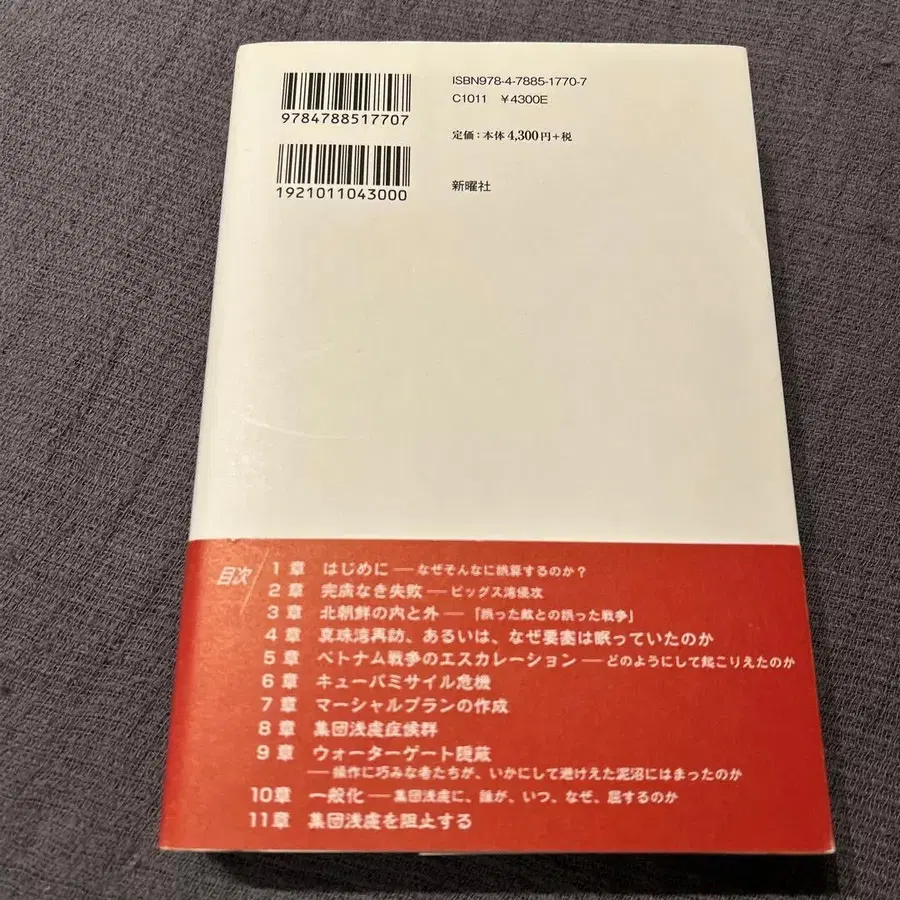 ISBN978-4-7885-1770-7
C1011 ¥4300E
9784788517707
定価:本体4,300円+税
1921011043000
新曜社
目次
1章 はじめに――なぜそんなに誤算するのか?
2章 完璧なき失敗――ピッグス湾侵攻
3章 北朝鮮の内と外――「誤った敵との誤った戦争」
4章 真珠湾再訪、あるいは、なぜ要塞は眠っていたのか
5章 ベトナム戦争のエスカレーション――どのようにして起こりえたのか
6章 キューバミサイル危機
7章 マーシャルプランの作成
8章 集団浅慮症候群
9章 ウォーターゲート隠蔽
――操作に巧みな者たちが、いかにして避けえた泥沼にはまったのか
10章 一般化――集団浅慮に、誰が、いつ、なぜ、屈するのか
11章 集団浅慮を阻止する